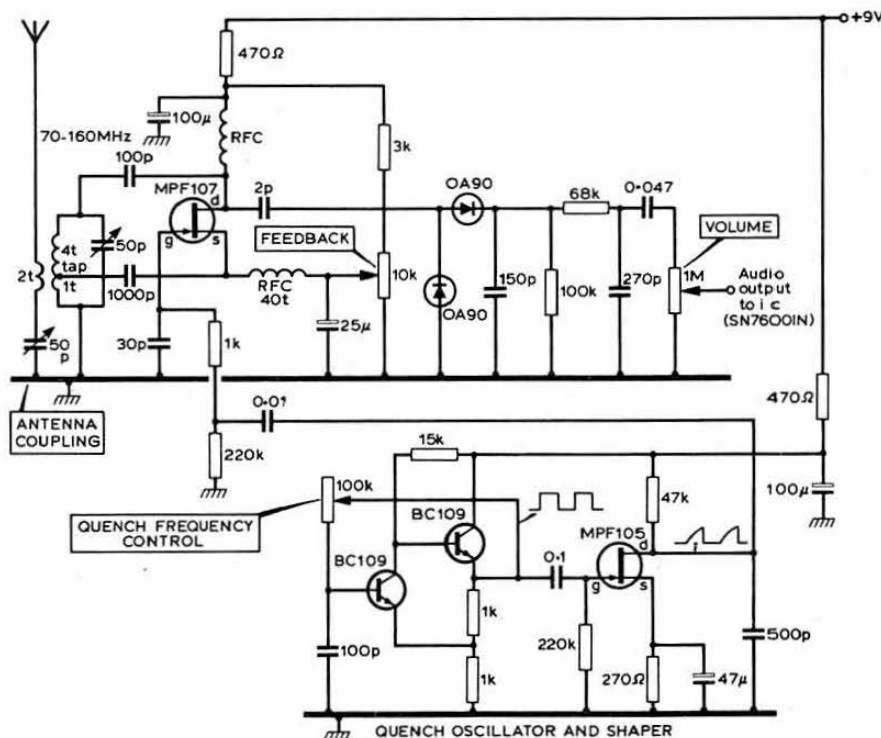 +9V
470Ω
100μ
RFC
3k
70-160MHz
100p
MPF107
d
g
s
2p
OA90
68k
0·047
FEEDBACK
VOLUME
4t
tap
1t
50p
2t
1000p
RFC
40t
10k
OA90
150p
100k
270p
1M
Audio
output
to i c
(SN7600IN)
50
p
30p
1k
25μ
ANTENNA
COUPLING
0·01
220k
470Ω
15k
100k
QUENCH FREQUENCY
CONTROL
BC109
BC109
47k
100μ
MPF105
d
g
s
0·1
1k
100p
1k
220k
270Ω
47μ
500p
QUENCH OSCILLATOR AND SHAPER